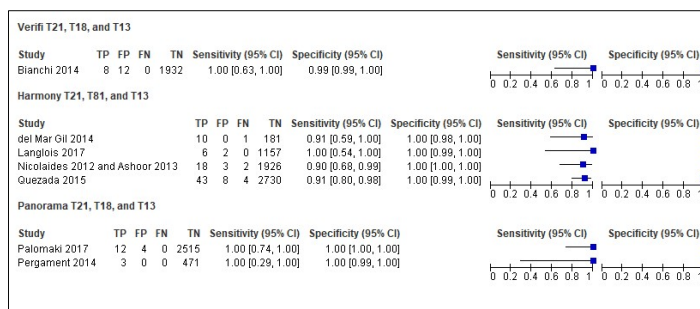 Verifi T21, T18, and T13
Study TP FP FN TN Sensitivity (95% CI) Specificity (95% CI) Sensitivity (95% CI) Specificity (95% CI)
Bianchi 2014 8 12 0 1932 1.00 [0.63, 1.00] 0.99 [0.99, 1.00]
0 0.2 0.4 0.6 0.8 1 0 0.2 0.4 0.6 0.8 1
Harmony T21, T81, and T13
Study TP FP FN TN Sensitivity (95% CI) Specificity (95% CI) Sensitivity (95% CI) Specificity (95% CI)
del Mar Gil 2014 10 0 1 181 0.91 [0.59, 1.00] 1.00 [0.98, 1.00]
Langlois 2017 6 2 0 1157 1.00 [0.54, 1.00] 1.00 [0.99, 1.00]
Nicolaides 2012 and Ashoor 2013 18 3 2 1926 0.90 [0.68, 0.99] 1.00 [1.00, 1.00]
Quezada 2015 43 8 4 2730 0.91 [0.80, 0.98] 1.00 [0.99, 1.00]
0 0.2 0.4 0.6 0.8 1 0 0.2 0.4 0.6 0.8 1
Panorama T21, T18, and T13
Study TP FP FN TN Sensitivity (95% CI) Specificity (95% CI) Sensitivity (95% CI) Specificity (95% CI)
Palomaki 2017 12 4 0 2515 1.00 [0.74, 1.00] 1.00 [1.00, 1.00]
Pergament 2014 3 0 0 471 1.00 [0.29, 1.00] 1.00 [0.99, 1.00]
0 0.2 0.4 0.6 0.8 1 0 0.2 0.4 0.6 0.8 1